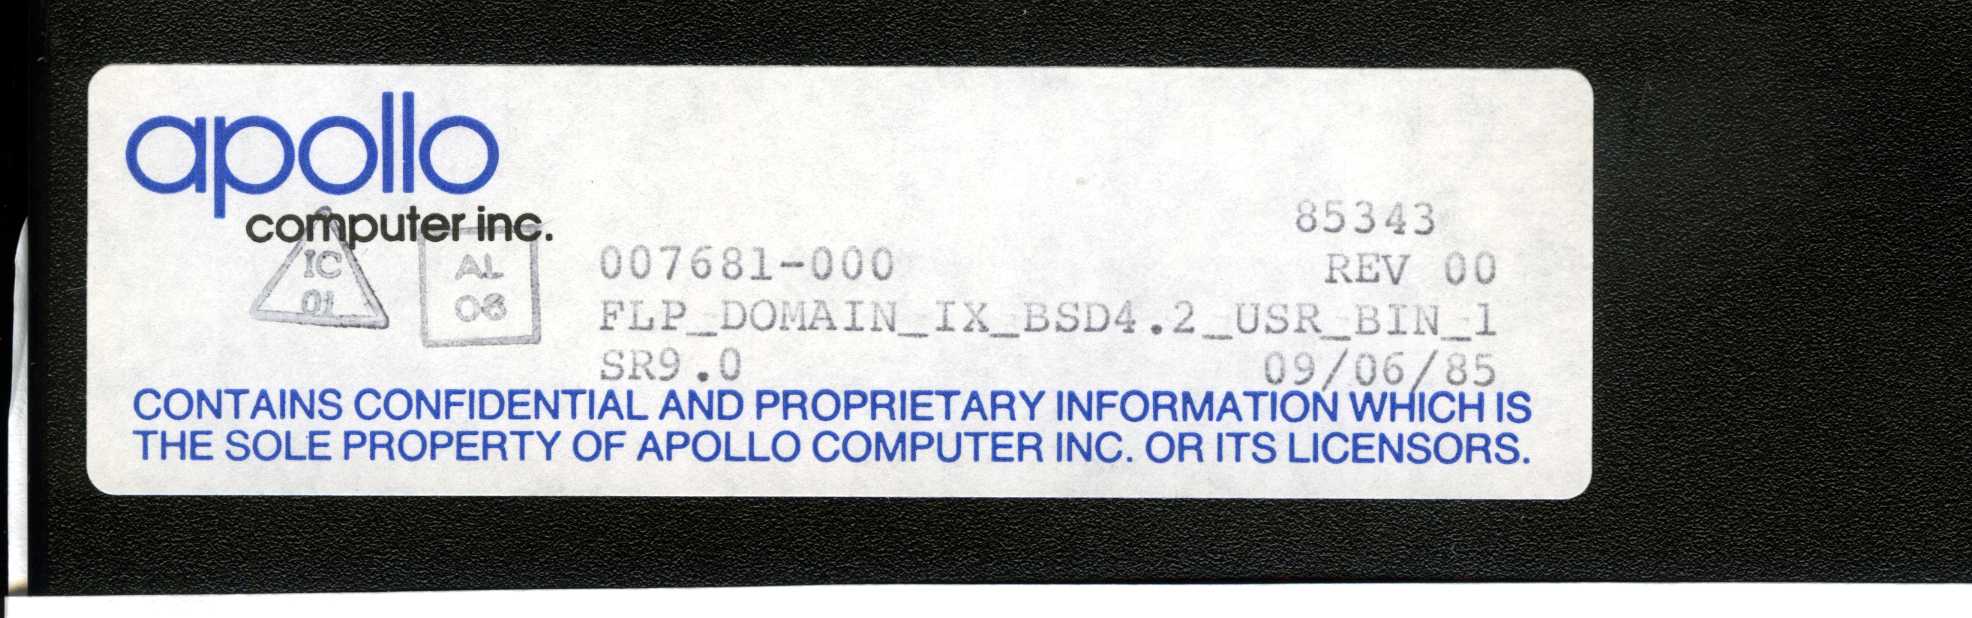 apollo
computer inc.
85343
IC
01
AL
06
007681-000
REV 00
FLP_DOMAIN_IX_BSD4.2_USR_BIN_1
SR9.0
09/06/85
CONTAINS CONFIDENTIAL AND PROPRIETARY INFORMATION WHICH IS
THE SOLE PROPERTY OF APOLLO COMPUTER INC. OR ITS LICENSORS.